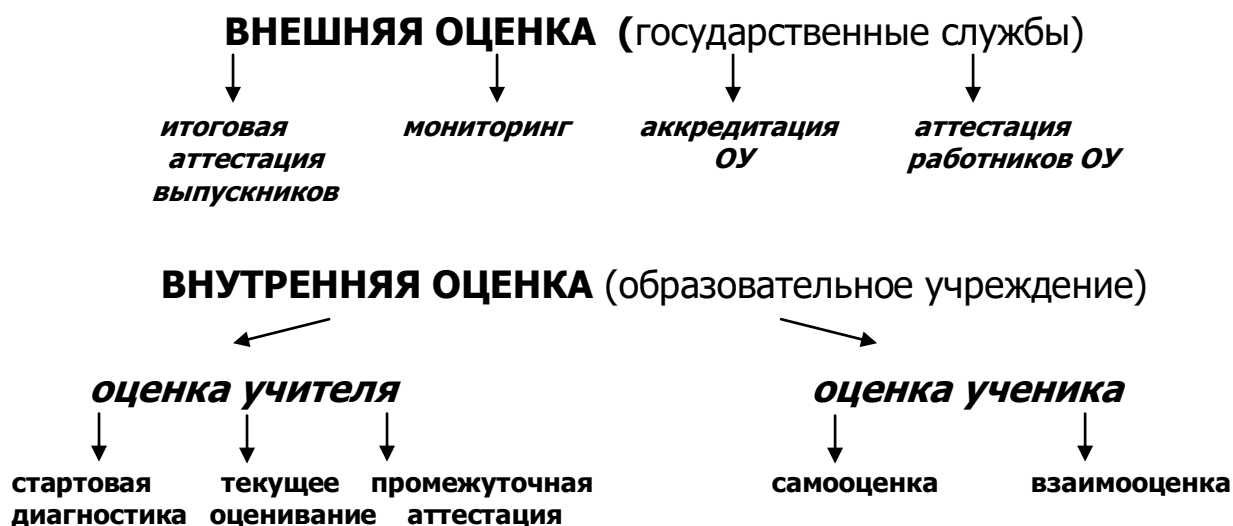 ВНЕШНЯЯ ОЦЕНКА (государственные службы)
итоговая мониторинг аккредитация аттестация
аттестация ОУ работников ОУ
выпускников
ВНУТРЕННЯЯ ОЦЕНКА (образовательное учреждение)
оценка учителя оценка ученика
стартовая текущее промежуточная самооценка взаимооценка
диагностика оценивание аттестация